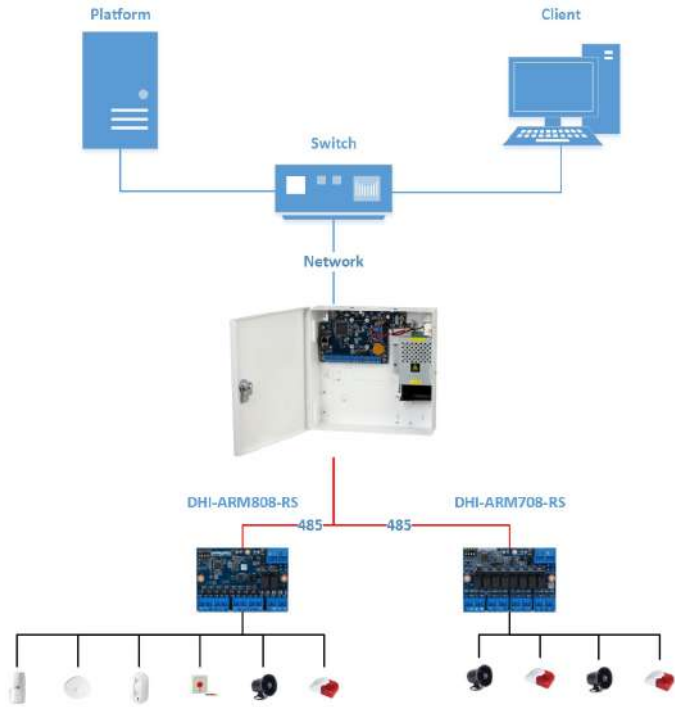 Platform
Client
Switch
Network
DHI-ARM808-RS
DHI-ARM708-RS
485
485